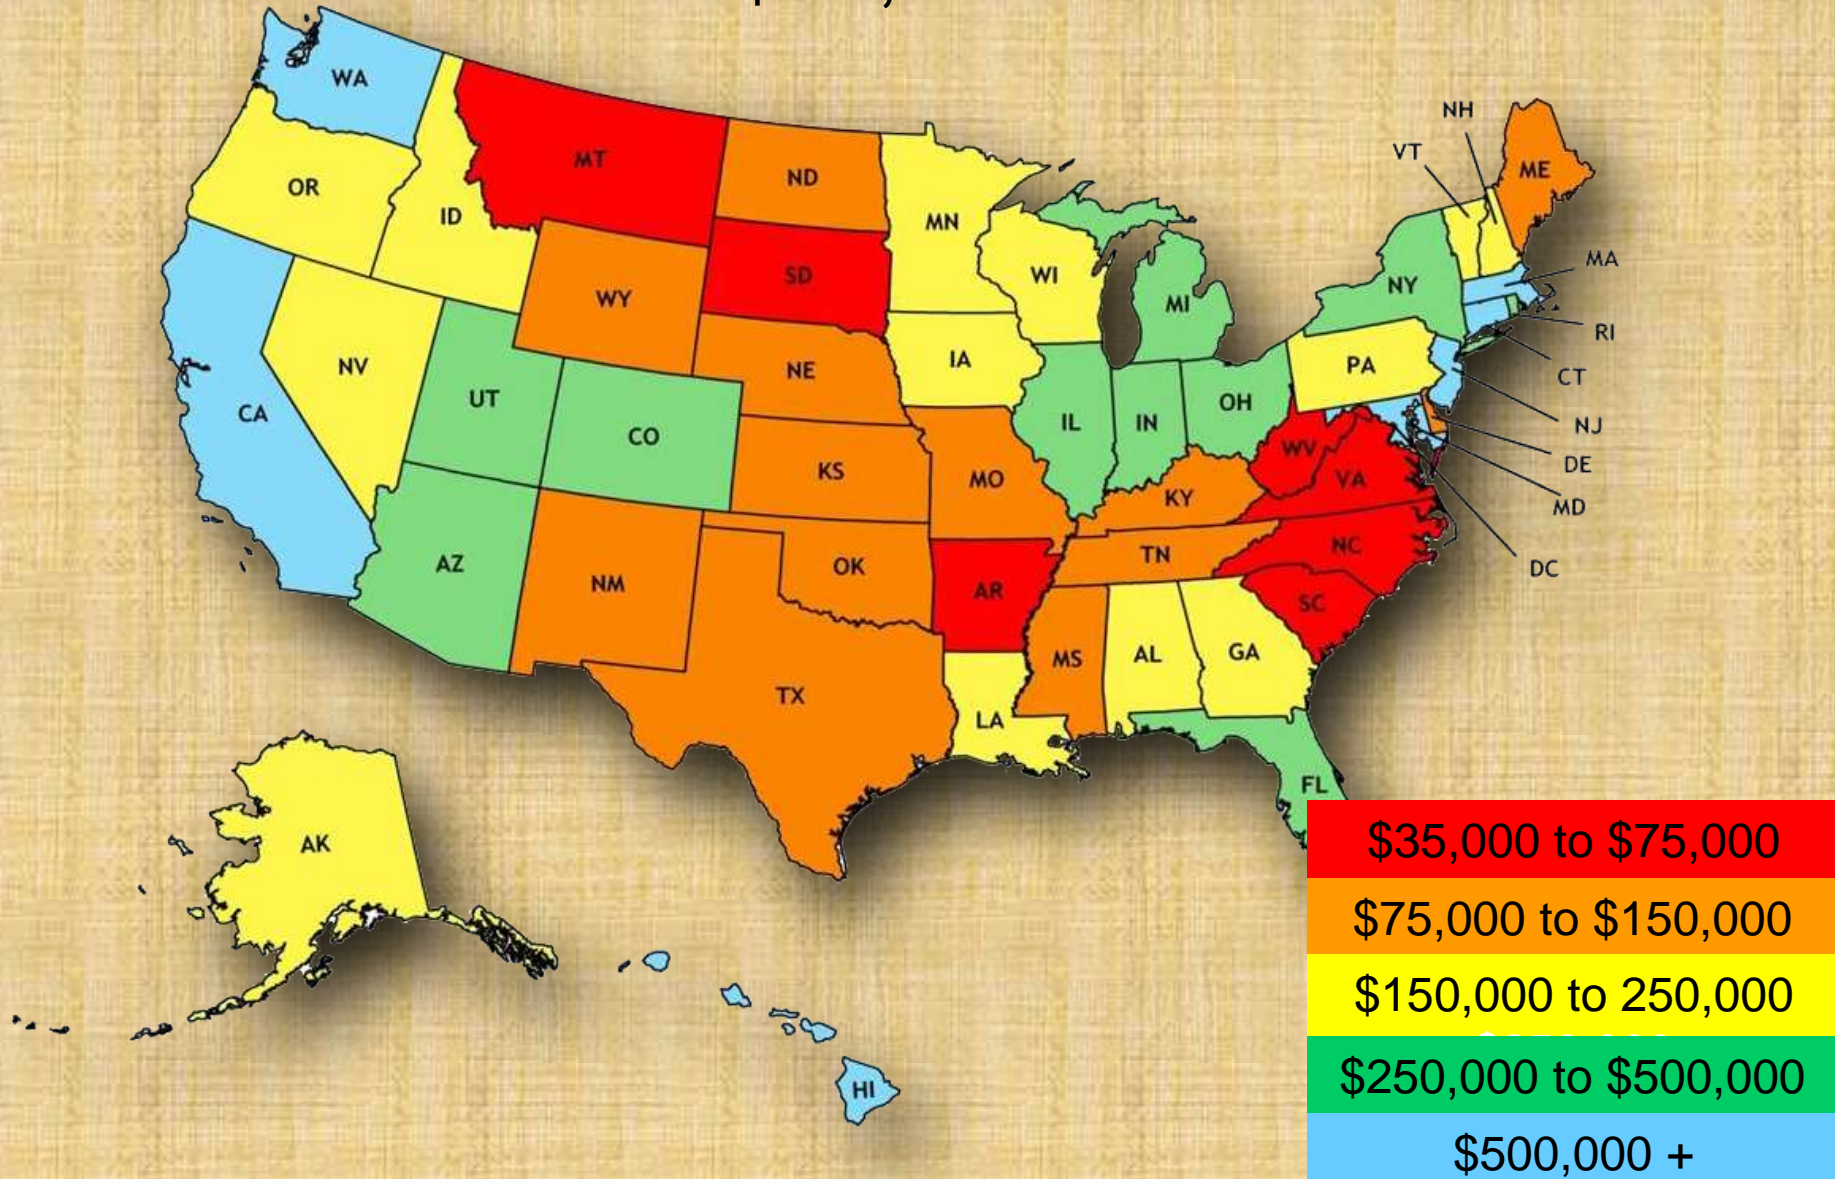 WA
MT
ND
OR
ID
MN
SD
WI
WY
MI
NY
NH
VT
ME
MA
RI
CT
NJ
DE
MD
DC
NV
UT
NE
IA
PA
CA
CO
IL
IN
OH
KS
MO
KY
WV
VA
AZ
NM
OK
TN
NC
AR
SC
TX
MS
AL
GA
LA
FL
AK
HI
$35,000 to $75,000
$75,000 to $150,000
$150,000 to 250,000
$250,000 to $500,000
$500,000 +